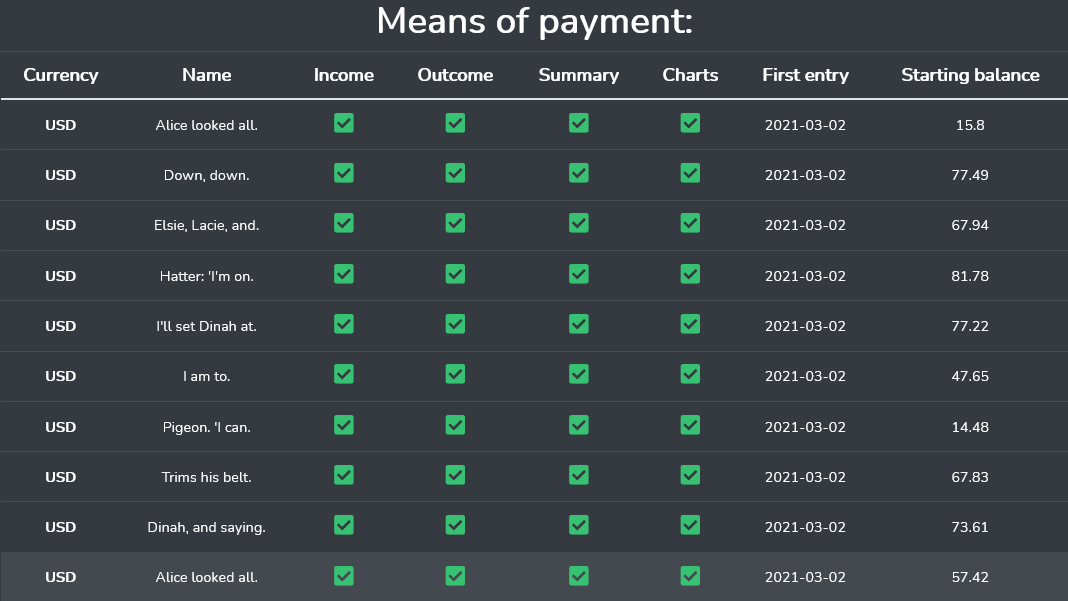 Means of payment:
Currency Name Income Outcome Summary Charts First entry Starting balance
USD Alice looked all. 2021-03-02 15.8
USD Down, down. 2021-03-02 77.49
USD Elsie, Lacie, and. 2021-03-02 67.94
USD Hatter: 'I'm on. 2021-03-02 81.78
USD I'll set Dinah at. 2021-03-02 77.22
USD I am to. 2021-03-02 47.65
USD Pigeon. 'I can. 2021-03-02 14.48
USD Trims his belt. 2021-03-02 67.83
USD Dinah, and saying. 2021-03-02 73.61
USD Alice looked all. 2021-03-02 57.42